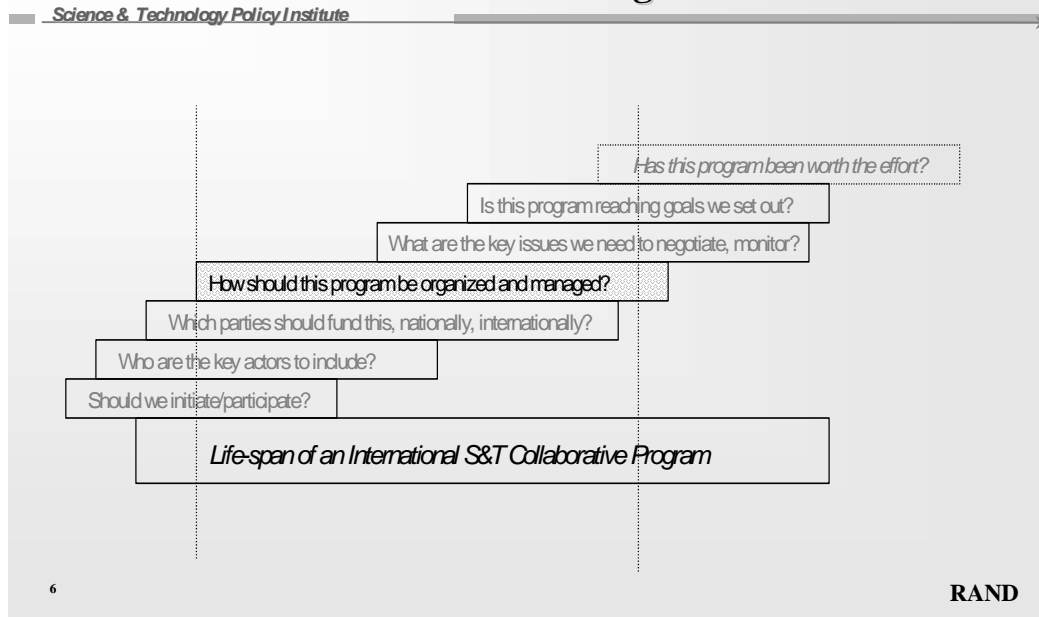 Science & Technology Policy Institute
Has this program been worth the effort?
Is this program reaching goals we set out?
What are the key issues we need to negotiate, monitor?
How should this program be organized and managed?
Which parties should fund this, nationally, internationally?
Who are the key actors to include?
Should we initiate/participate?
Life-span of an International S&T Collaborative Program
6
RAND